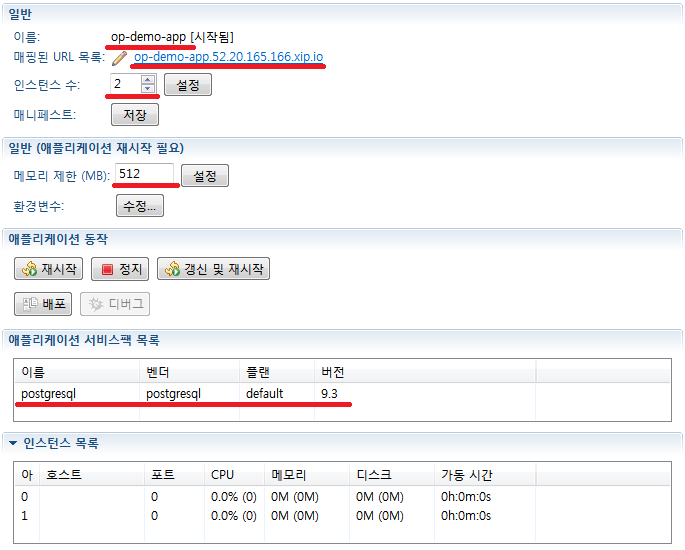 일반
이름: op-demo-app [시작됨]
매핑된 URL 목록: op-demo-app.52.20.165.166.xip.io
인스턴스 수: 2 설정
매니페스트: 저장
일반 (애플리케이션 재시작 필요)
메모리 제한 (MB): 512 설정
환경변수: 수정...
애플리케이션 동작
재시작 정지 갱신 및 재시작
배포 디버그
애플리케이션 서비스팩 목록
이름 벤더 플랜 버전
postgresql postgresql default 9.3
인스턴스 목록
아 호스트 포트 CPU 메모리 디스크 가동 시간
0 0 0.0% (0) 0M (0M) 0M (0M) 0h:0m:0s
1 0 0.0% (0) 0M (0M) 0M (0M) 0h:0m:0s